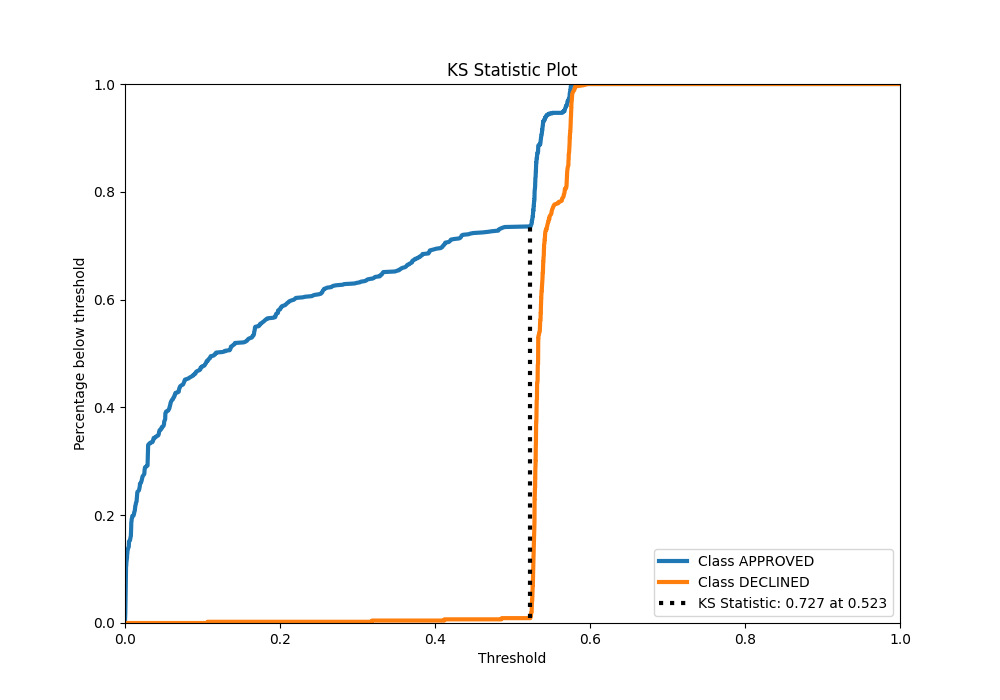 KS Statistic Plot
1.0
0.8
0.6
0.4
0.2
0.0
Percentage below threshold
0.0 0.2 0.4 0.6 0.8 1.0
Threshold
Class APPROVED
Class DECLINED
KS Statistic: 0.727 at 0.523